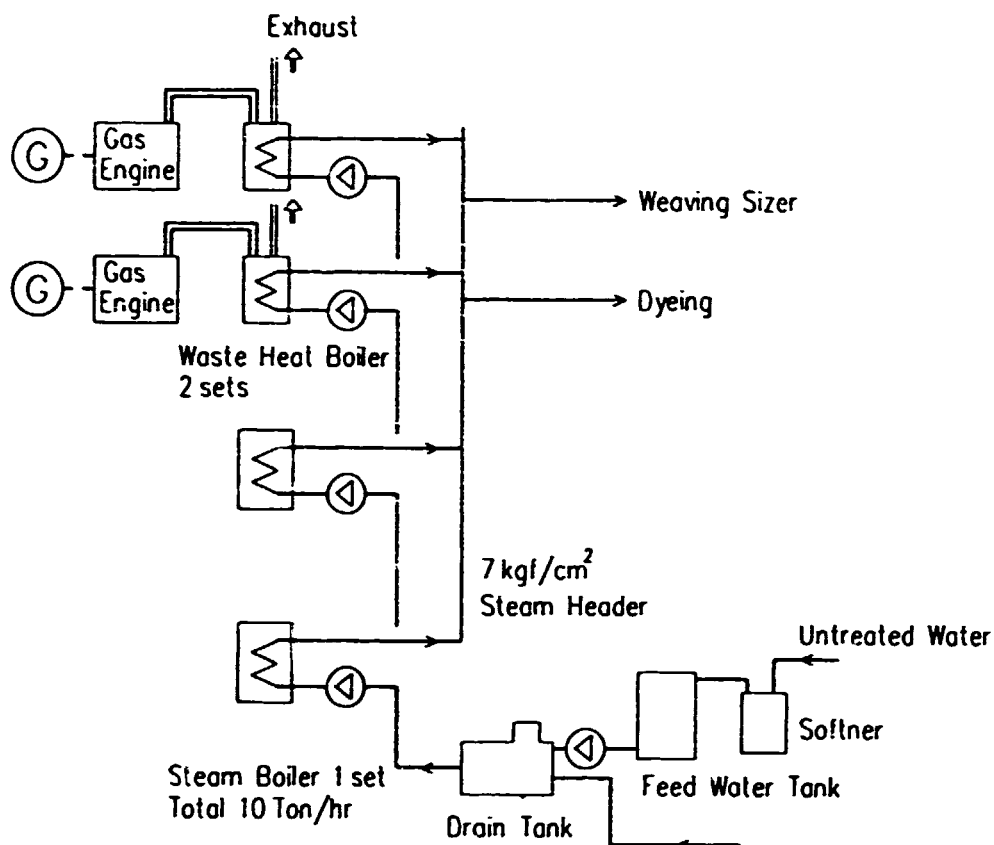 Exhaust
G
Gas
Engine
Weaving Sizer
G
Gas
Engine
Dyeing
Waste Heat Boiler
2 sets
7 kgf/cm²
Steam Header
Untreated Water
Softner
Feed Water Tank
Steam Boiler 1 set
Total 10 Ton/hr
Drain Tank